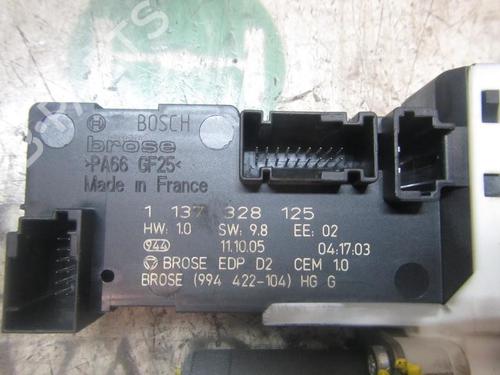 BOSCH
brose
>PA66 GF25<
Made in France
1 137 328 125
HW: 1.0 SW: 9.8 EE: 02
944 11.10.05 04:17:03
BROSE EDP D2 CEM 1.0
BROSE (994 422-104) HG G